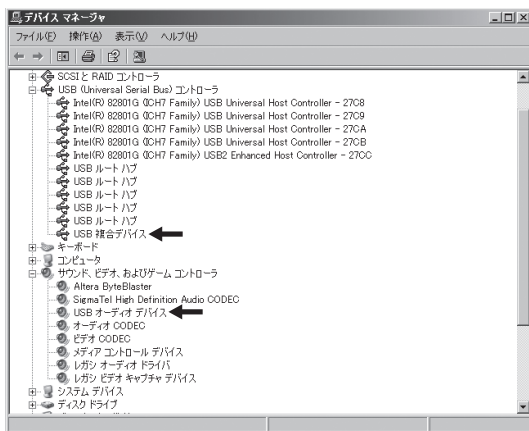 デバイス マネージャ
ファイル(F) 操作(A) 表示(V) ヘルプ(H)
SCSI と RAID コントローラ
USB (Universal Serial Bus) コントローラ
Intel(R) 82801G (ICH7 Family) USB Universal Host Controller - 27C8
Intel(R) 82801G (ICH7 Family) USB Universal Host Controller - 27C9
Intel(R) 82801G (ICH7 Family) USB Universal Host Controller - 27CA
Intel(R) 82801G (ICH7 Family) USB Universal Host Controller - 27CB
Intel(R) 82801G (ICH7 Family) USB2 Enhanced Host Controller - 27CC
USB ルート ハブ
USB ルート ハブ
USB ルート ハブ
USB ルート ハブ
USB ルート ハブ
USB 複合デバイス
キーボード
コンピュータ
サウンド、ビデオ、およびゲーム コントローラ
Altera ByteBlaster
SigmaTel High Definition Audio CODEC
USB オーディオ デバイス
オーディオ CODEC
ビデオ CODEC
メディア コントロール デバイス
レガシ オーディオ ドライバ
レガシ ビデオ キャプチャ デバイス
システム デバイス
ディスク ドライブ